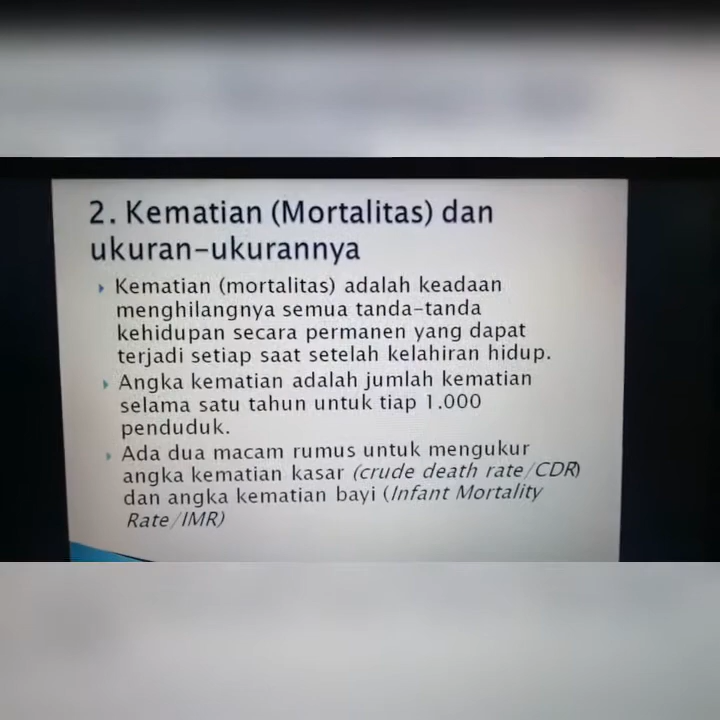 2. Kematian (Mortalitas) dan
ukuran-ukurannya
Kematian (mortalitas) adalah keadaan
menghilangnya semua tanda-tanda
kehidupan secara permanen yang dapat
terjadi setiap saat setelah kelahiran hidup.
Angka kematian adalah jumlah kematian
selama satu tahun untuk tiap 1.000
penduduk.
Ada dua macam rumus untuk mengukur
angka kematian kasar (crude death rate/CDR)
dan angka kematian bayi (Infant Mortality
Rate/IMR)